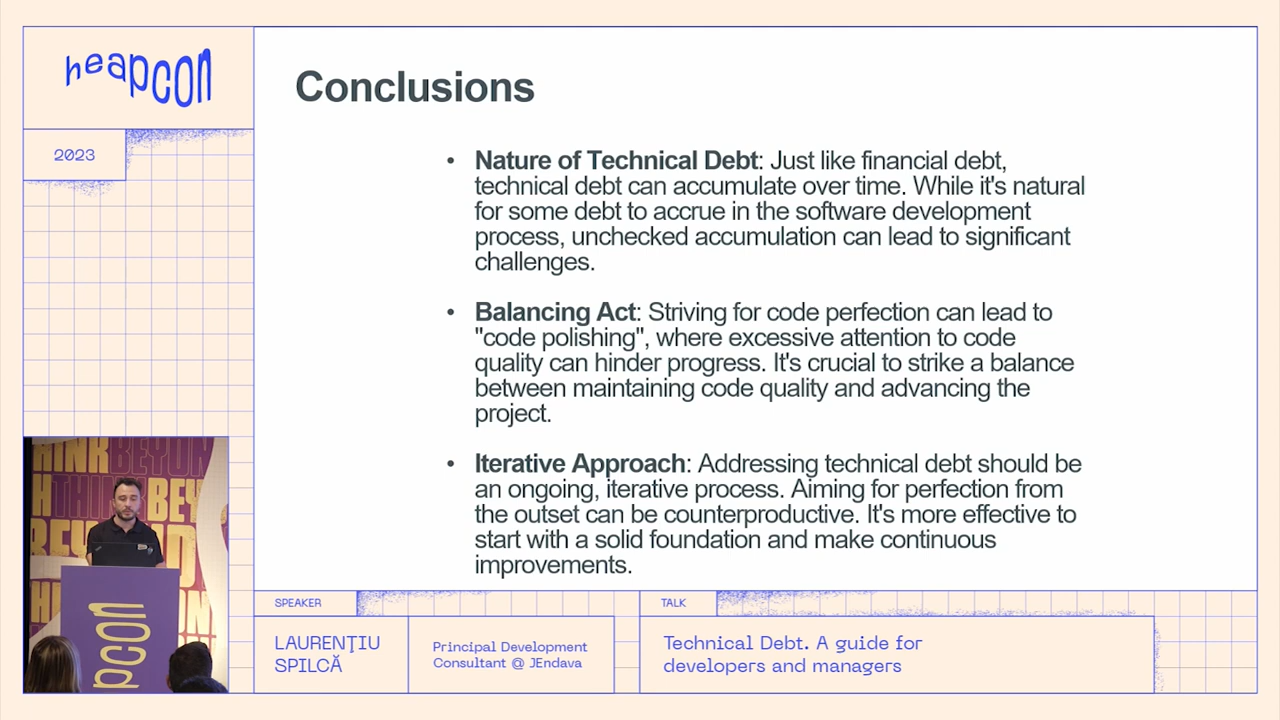 heapcon
2023
Conclusions
• Nature of Technical Debt: Just like financial debt,
technical debt can accumulate over time. While it's natural
for some debt to accrue in the software development
process, unchecked accumulation can lead to significant
challenges.
• Balancing Act: Striving for code perfection can lead to
"code polishing", where excessive attention to code
quality can hinder progress. It's crucial to strike a balance
between maintaining code quality and advancing the
project.
• Iterative Approach: Addressing technical debt should be
an ongoing, iterative process. Aiming for perfection from
the outset can be counterproductive. It's more effective to
start with a solid foundation and make continuous
improvements.
HINK BEYON
H THINK BEY
pcon
SPEAKER
LAURENŢIU
SPILCĂ
Principal Development
Consultant @ JEndava
TALK
Technical Debt. A guide for
developers and managers